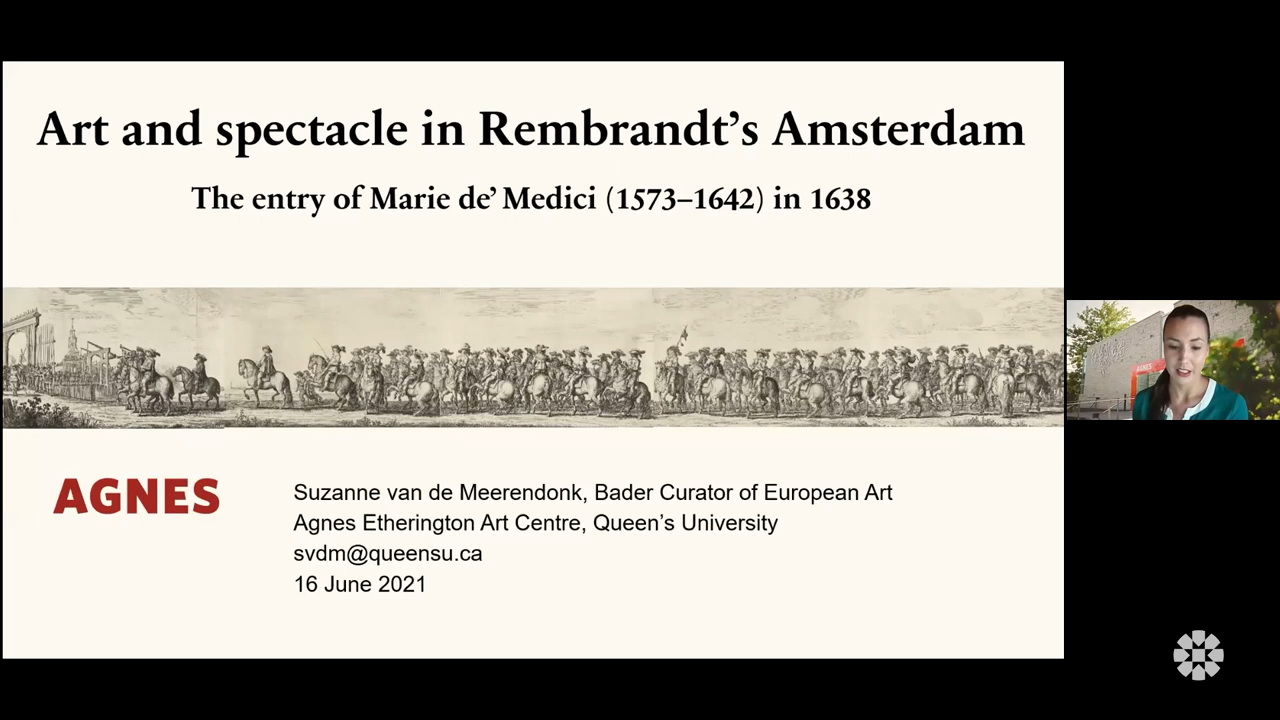 Art and spectacle in Rembrandt’s Amsterdam
The entry of Marie de’ Medici (1573–1642) in 1638
AGNES
Suzanne van de Meerendonk, Bader Curator of European Art
Agnes Etherington Art Centre, Queen’s University
svdm@queensu.ca
16 June 2021
AGNES